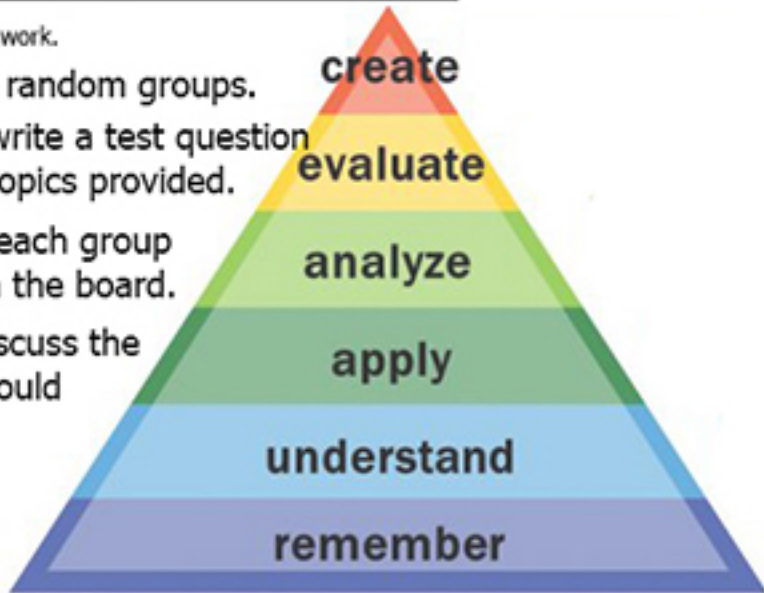 work.
random groups.
write a test question
opics provided.
each group
the board.
scuss the
ould
create
evaluate
analyze
apply
understand
remember